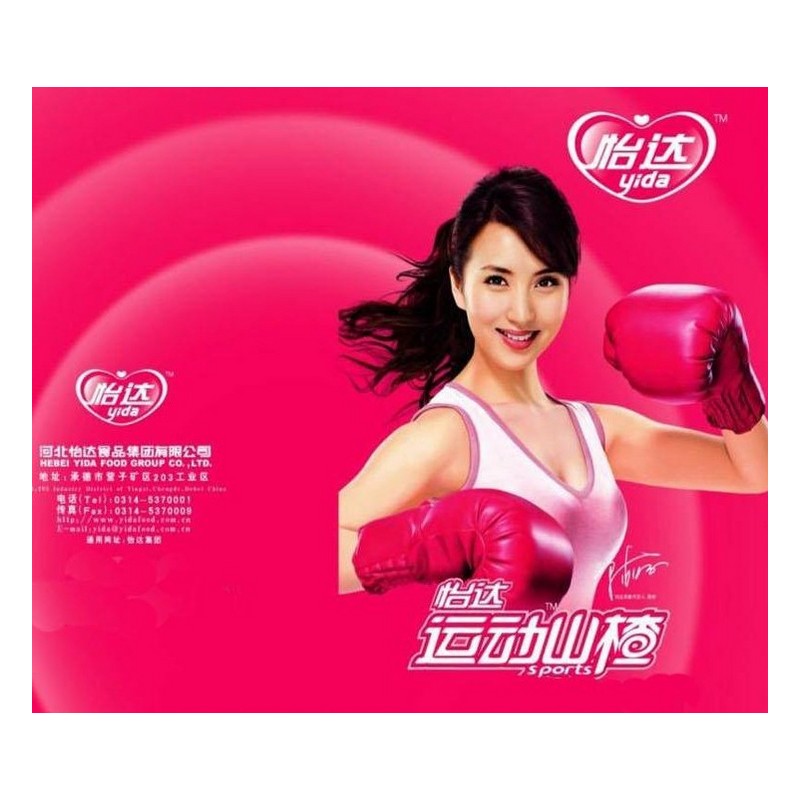 怡达
yida
TM
怡达
yida
TM
河北怡达食品集团有限公司
HEBEI YIDA FOOD GROUP CO.,LTD.
地址:承德市营子矿区203工业区
电话(Tel):0314-5370001
传真(Fax):0314-5370009
http://www.yidafood.com.cn
E-mail:yida@yidafood.com.cn
通用网址:怡达集团
怡达
TM
运动山楂
sports